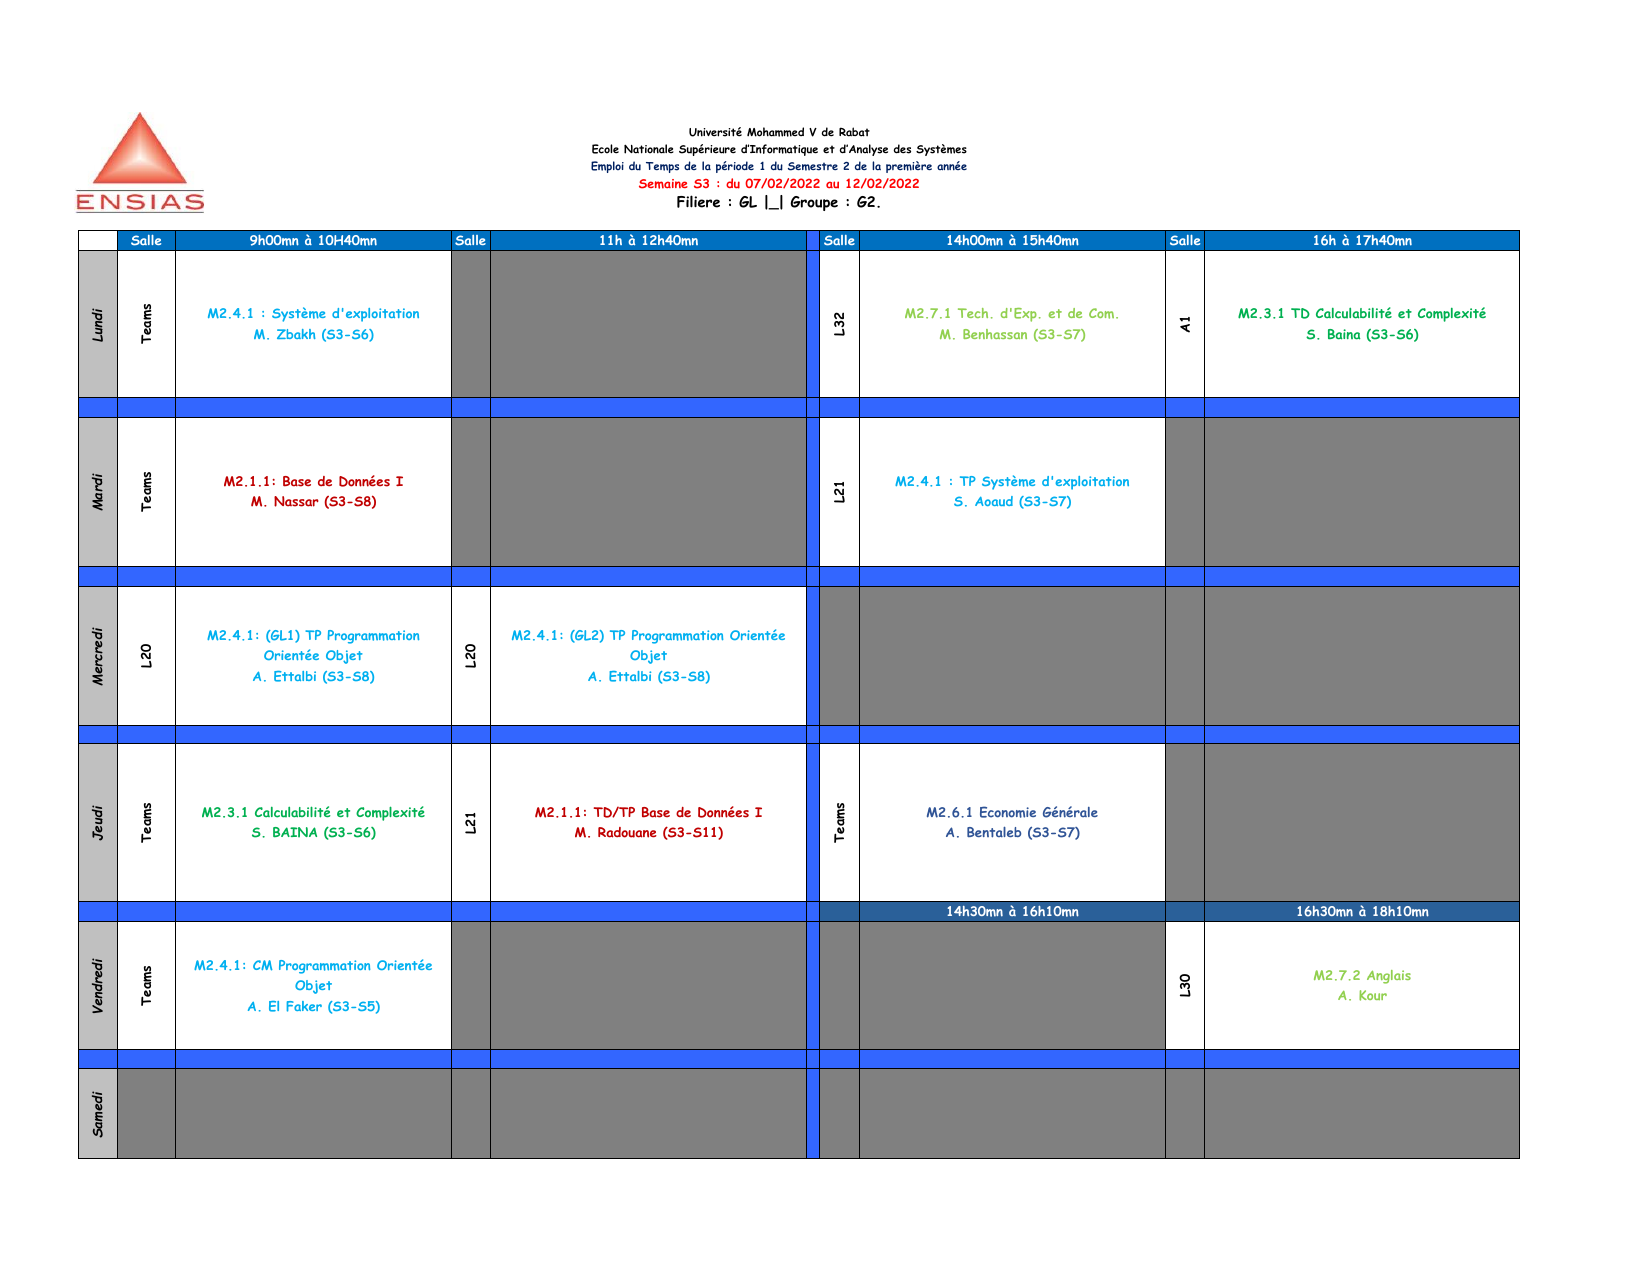 ENSIAS
Université Mohammed V de Rabat
Ecole Nationale Supérieure d’Informatique et d’Analyse des Systèmes
Emploi du Temps de la période 1 du Semestre 2 de la première année
Semaine S3 : du 07/02/2022 au 12/02/2022
Filiere : GL |_| Groupe : G2.
Salle
9h00mn à 10H40mn
Salle
11h à 12h40mn
Salle
14h00mn à 15h40mn
Salle
16h à 17h40mn
Lundi
Teams
M2.4.1 : Système d'exploitation
M. Zbakh (S3-S6)
L32
M2.7.1 Tech. d'Exp. et de Com.
M. Benhassan (S3-S7)
A1
M2.3.1 TD Calculabilité et Complexité
S. Baina (S3-S6)
Mardi
Teams
M2.1.1: Base de Données I
M. Nassar (S3-S8)
L21
M2.4.1 : TP Système d'exploitation
S. Aoaud (S3-S7)
Mercredi
L20
M2.4.1: (GL1) TP Programmation
Orientée Objet
A. Ettalbi (S3-S8)
L20
M2.4.1: (GL2) TP Programmation Orientée
Objet
A. Ettalbi (S3-S8)
Jeudi
Teams
M2.3.1 Calculabilité et Complexité
S. BAINA (S3-S6)
L21
M2.1.1: TD/TP Base de Données I
M. Radouane (S3-S11)
Teams
M2.6.1 Economie Générale
A. Bentaleb (S3-S7)
14h30mn à 16h10mn
16h30mn à 18h10mn
Vendredi
Teams
M2.4.1: CM Programmation Orientée
Objet
A. El Faker (S3-S5)
L30
M2.7.2 Anglais
A. Kour
Samedi